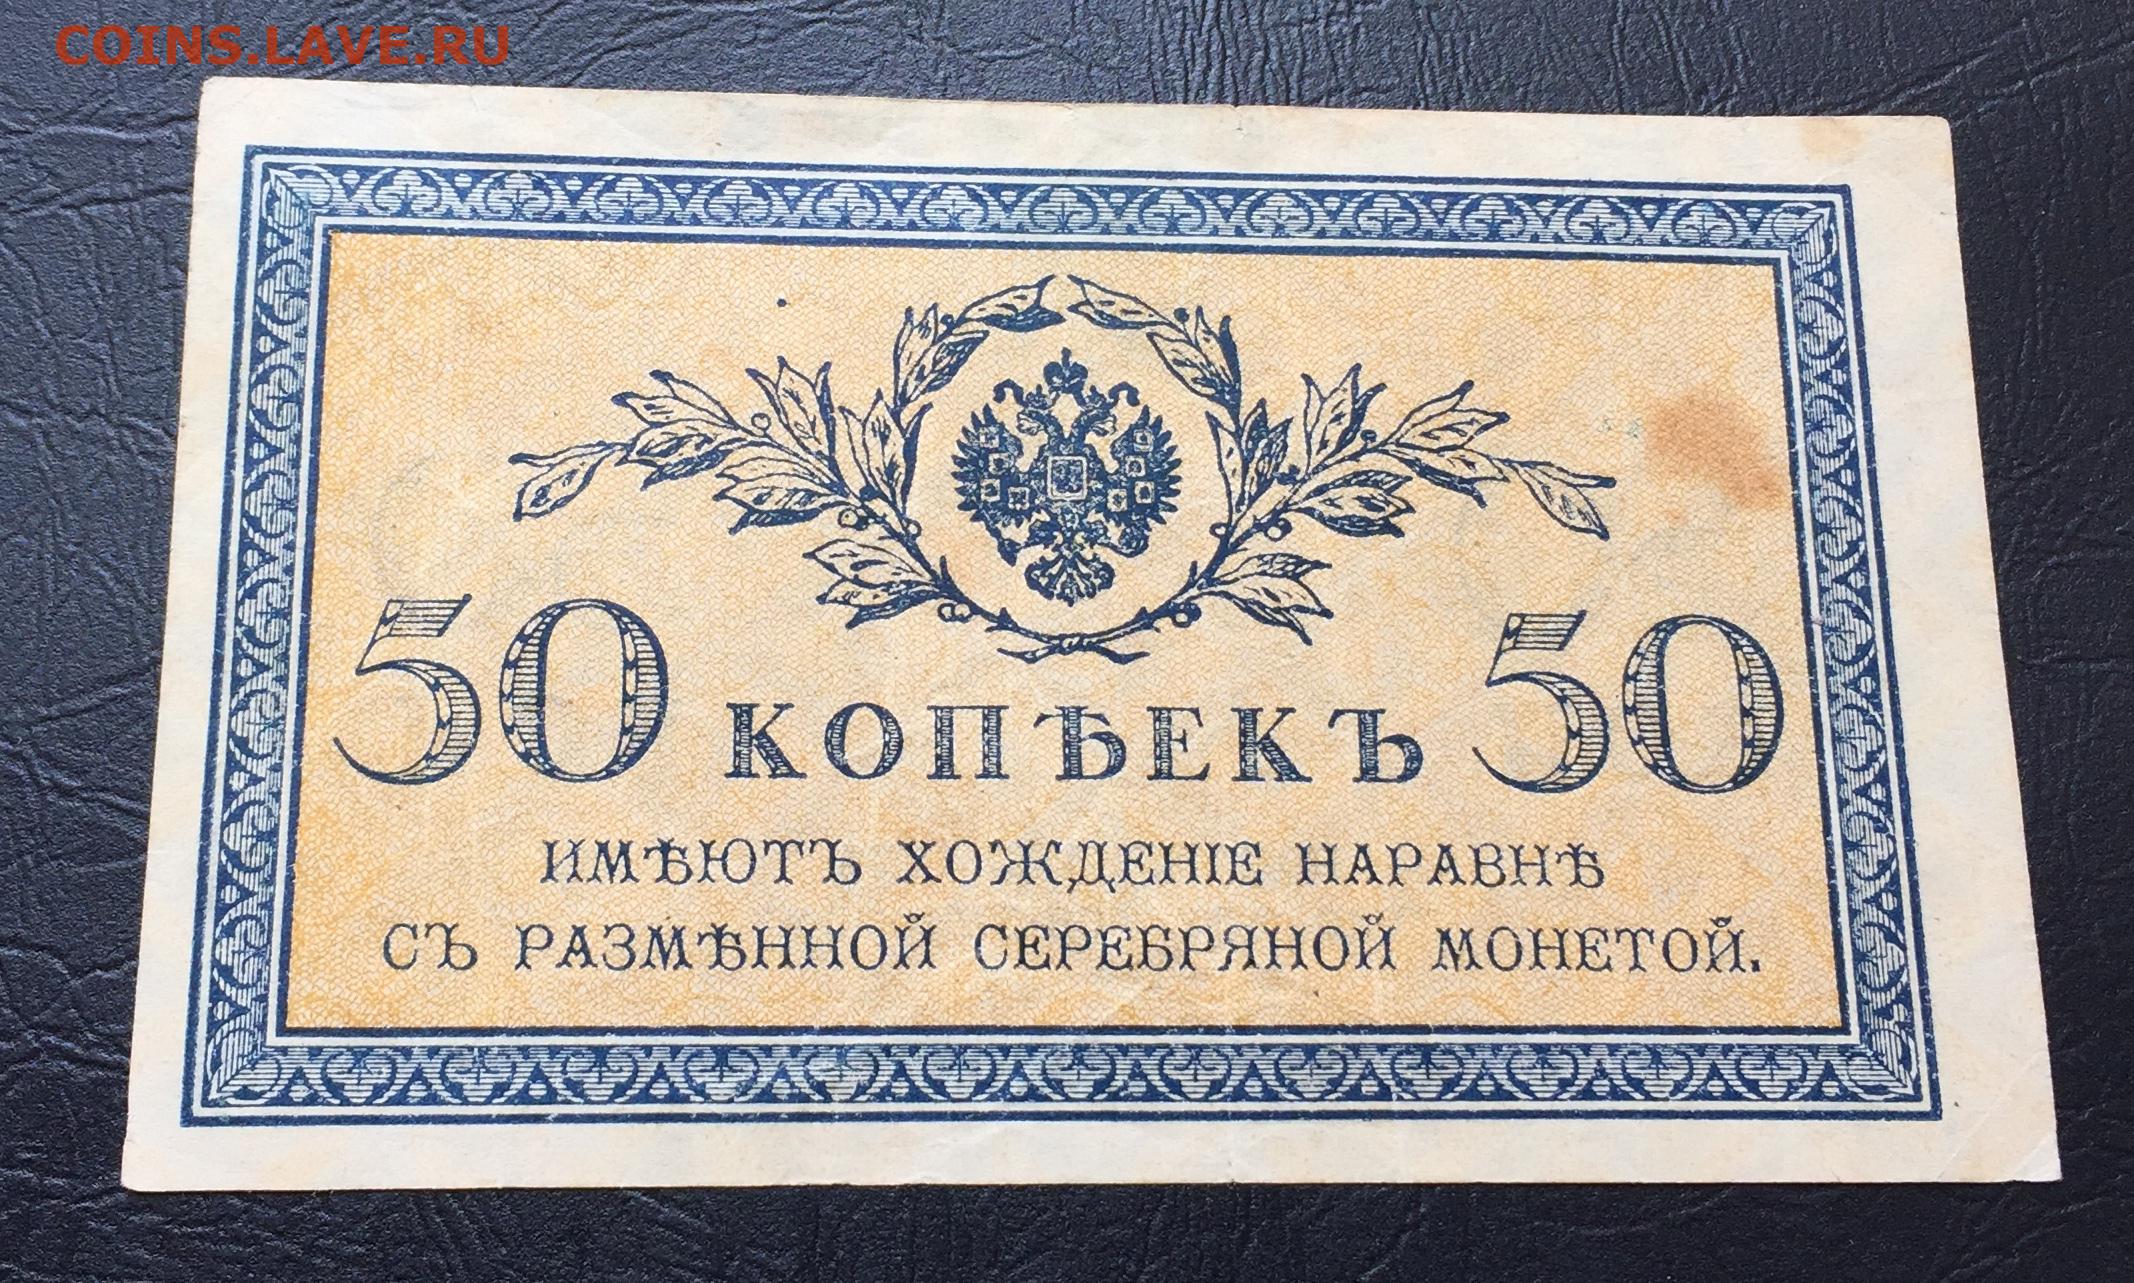 COINS.LAVE.RU
50 КОПѢЕКЪ 50
ИМѢЮТЪ ХОЖДЕНІЕ НАРАВНѢ
СЪ РАЗМѢННОЙ СЕРЕБРЯНОЙ МОНЕТОЙ.